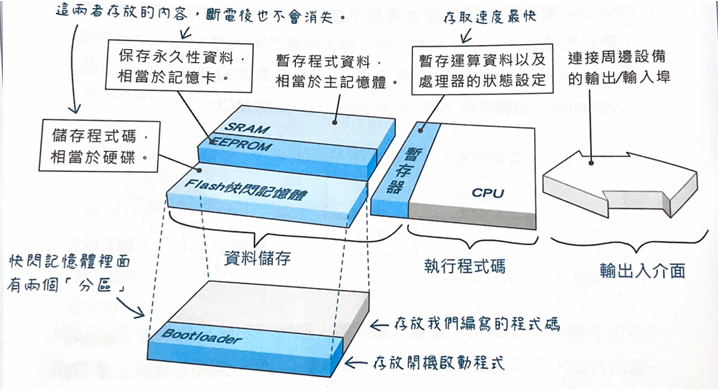 這兩者存放的內容，斷電後也不會消失。
存取速度最快
保存永久性資料，
相當於記憶卡。
暫存程式資料，
相當於主記憶體。
暫存運算資料以及
處理器的狀態設定
連接周邊設備
的輸出/輸入埠
儲存程式碼，
相當於硬碟。
SRAM
EEPROM
Flash快閃記憶體
暫存器
CPU
資料儲存
執行程式碼
輸出入介面
快閃記憶體裡面
有兩個「分區」
Bootloader
存放我們編寫的程式碼
存放開機啟動程式